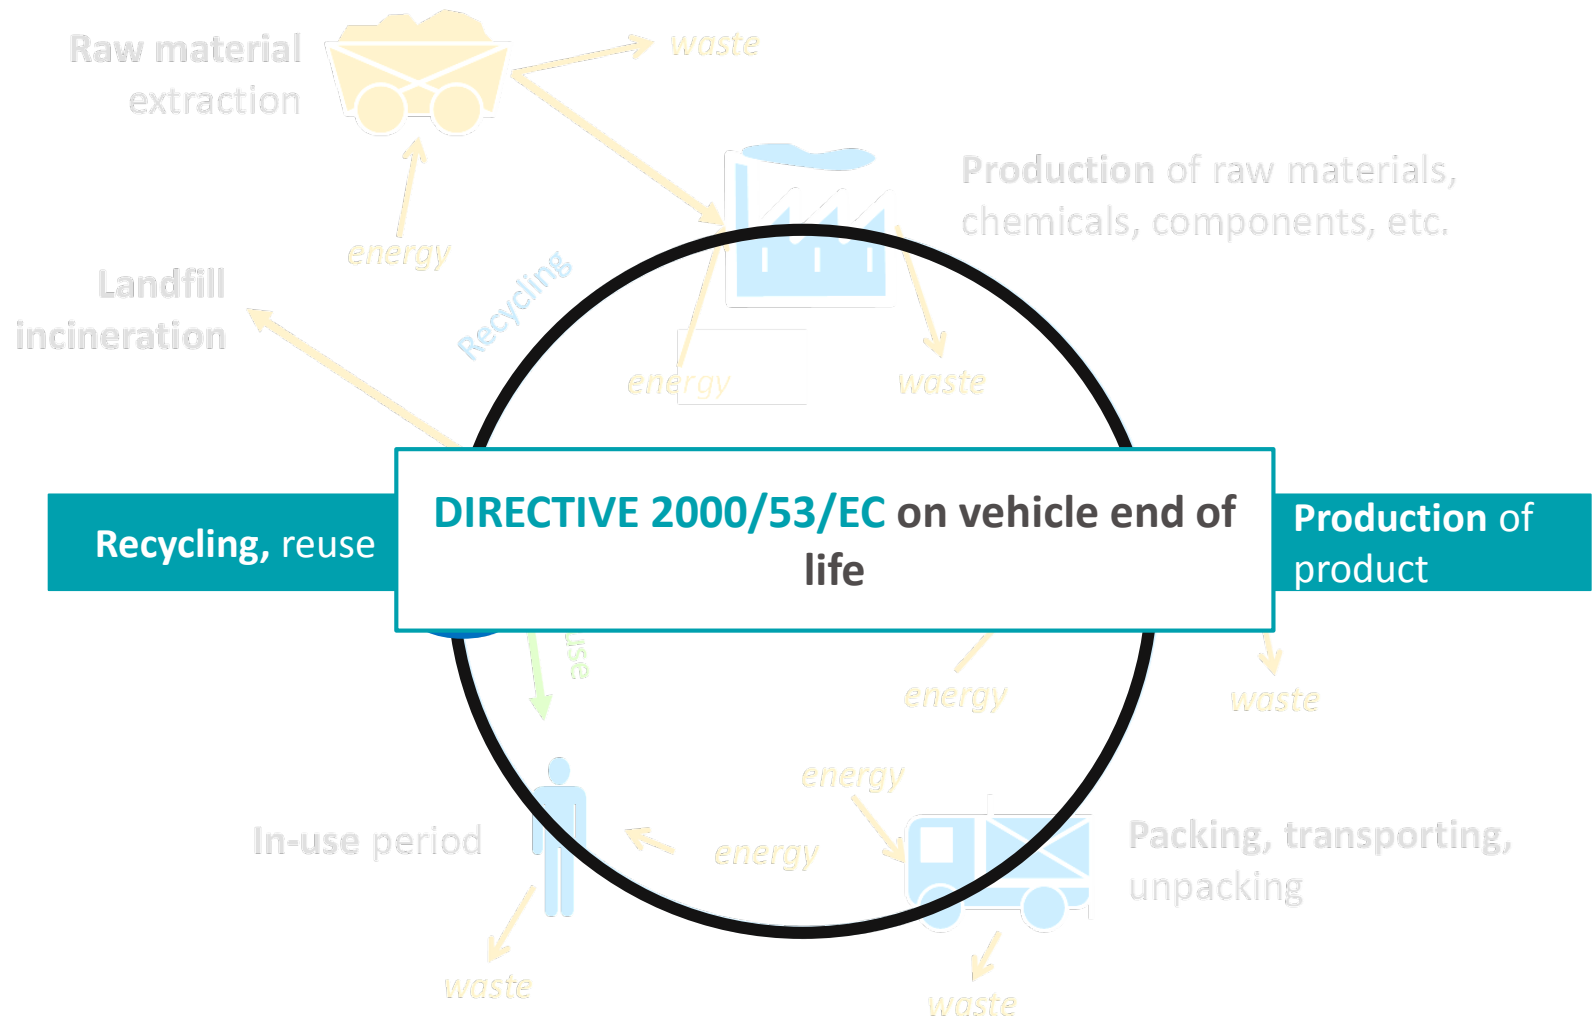 Raw material
extraction
waste
energy
Production of raw materials,
chemicals, components, etc.
Landfill
incineration
Recycling
energy
waste
DIRECTIVE 2000/53/EC on vehicle end of
life
Recycling, reuse
Production of
product
energy
waste
energy
In-use period
energy
Packing, transporting,
unpacking
waste
waste